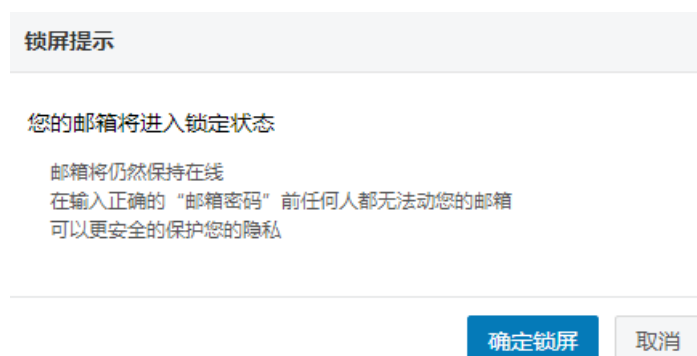 锁屏提示
您的邮箱将进入锁定状态
邮箱将仍然保持在线
在输入正确的“邮箱密码”前任何人都无法动您的邮箱
可以更安全的保护您的隐私
确定锁屏
取消